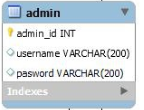 admin
admin_id INT
username VARCHAR(200)
pasword VARCHAR(200)
Indexes